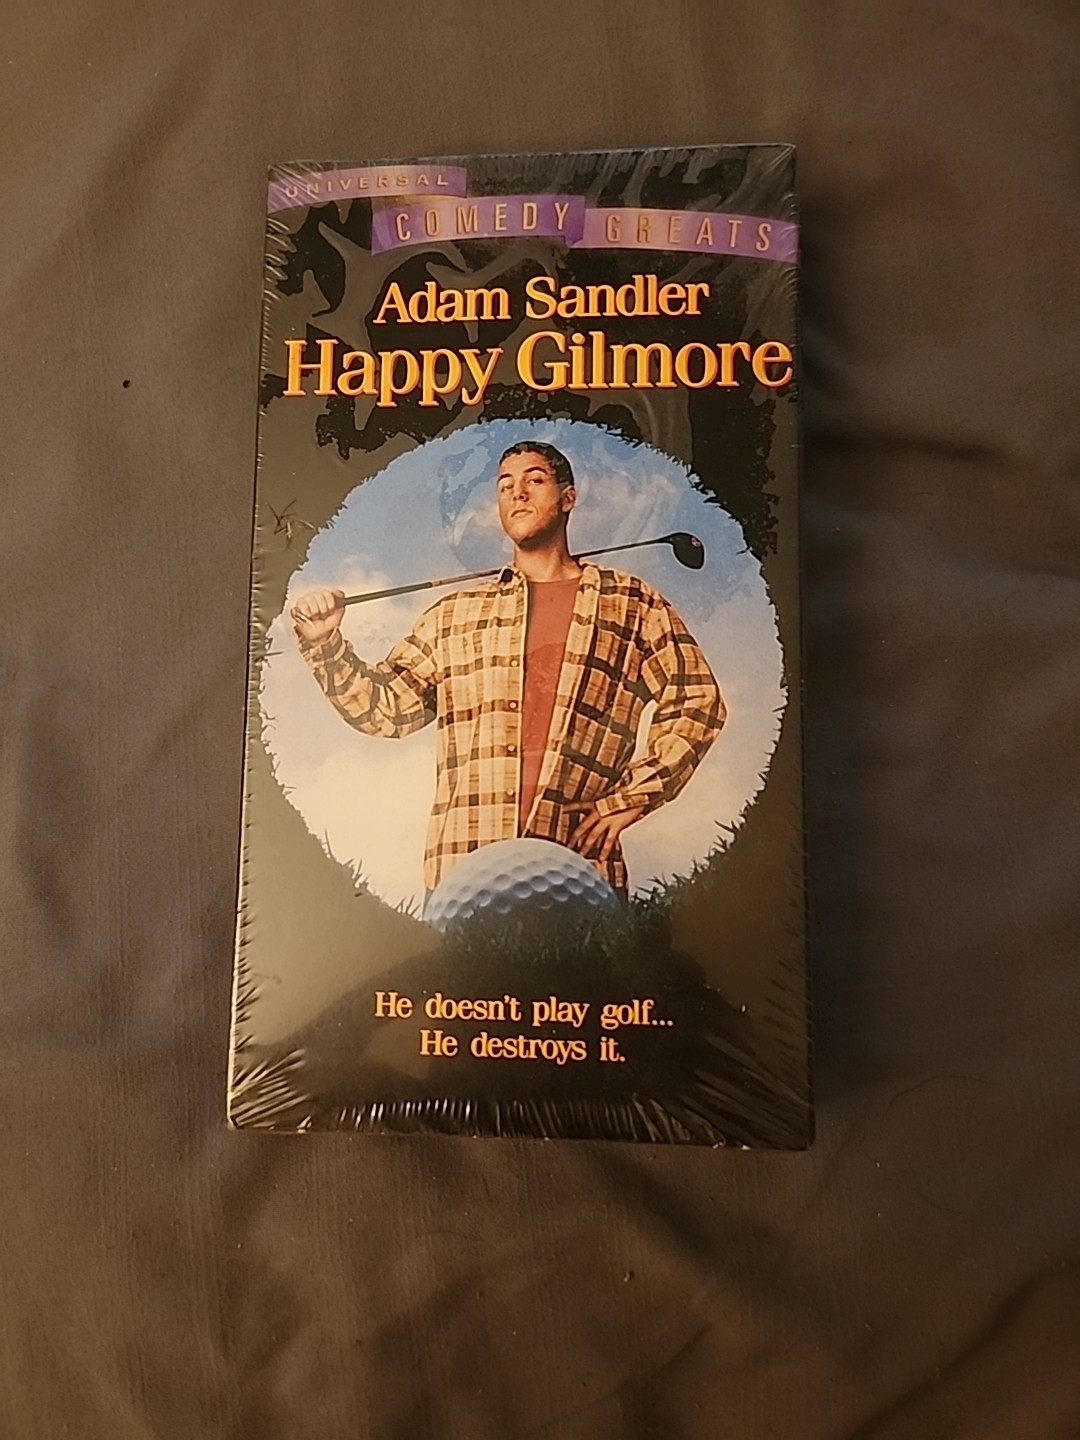 UNIVERSAL
COMEDY GREATS
Adam Sandler
Happy Gilmore
He doesn't play golf...
He destroys it.